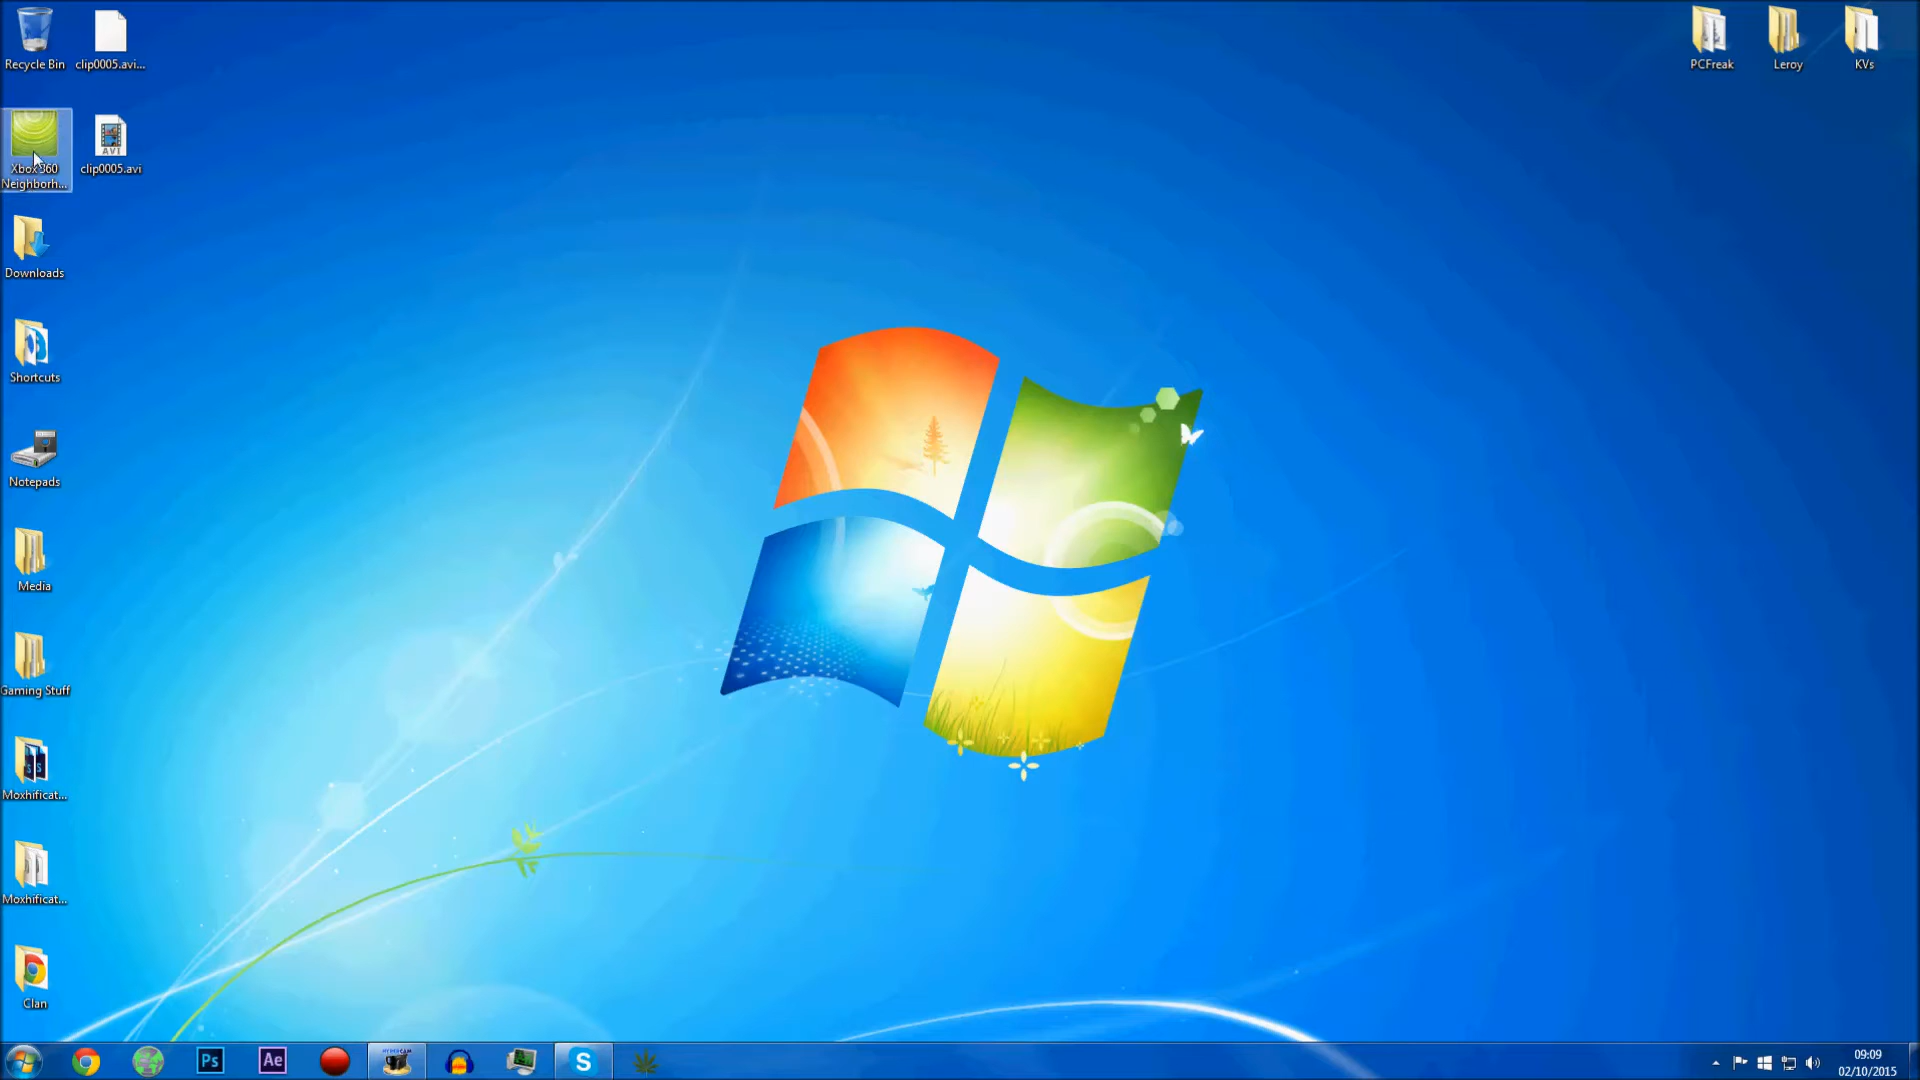 Recycle Bin
clip0005.avi...
PCFreak
Leroy
KVs
Xbox 360
Neighborh...
clip0005.avi
AVI
Downloads
Shortcuts
Notepads
Media
Gaming Stuff
Moxhificat...
Moxhificat...
Clan
Ps
Ae
HYPERCAM
S
09:09
02/10/2015